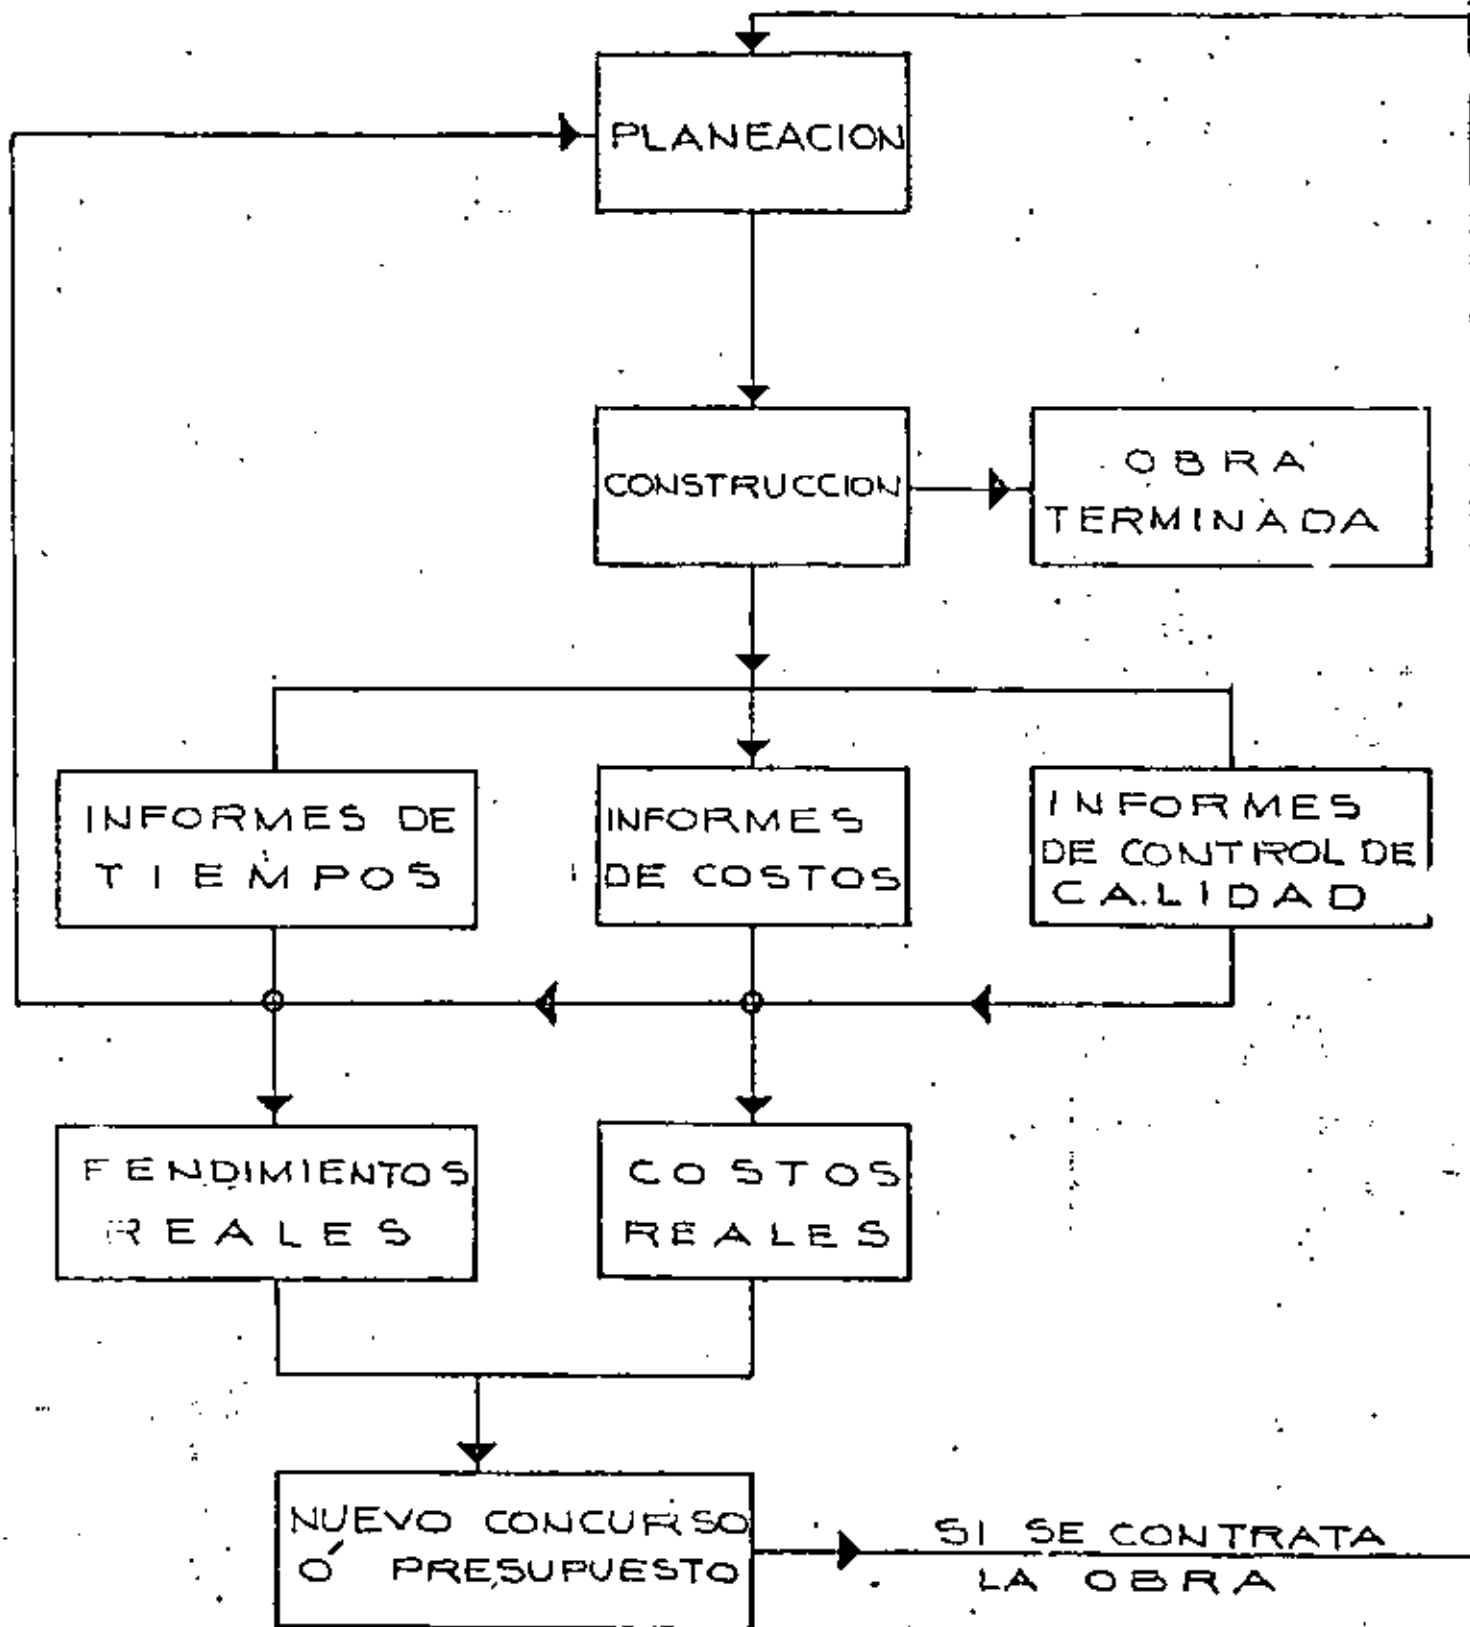 PLANEACION
CONSTRUCCION
OBRA
TERMINADA
INFORMES DE
TIEMPOS
INFORMES
DE COSTOS
INFORMES
DE CONTROL DE
CALIDAD
RENDIMIENTOS
REALES
COSTOS
REALES
NUEVO CONCURSO
Ó PRESUPUESTO
SI SE CONTRATA
LA OBRA